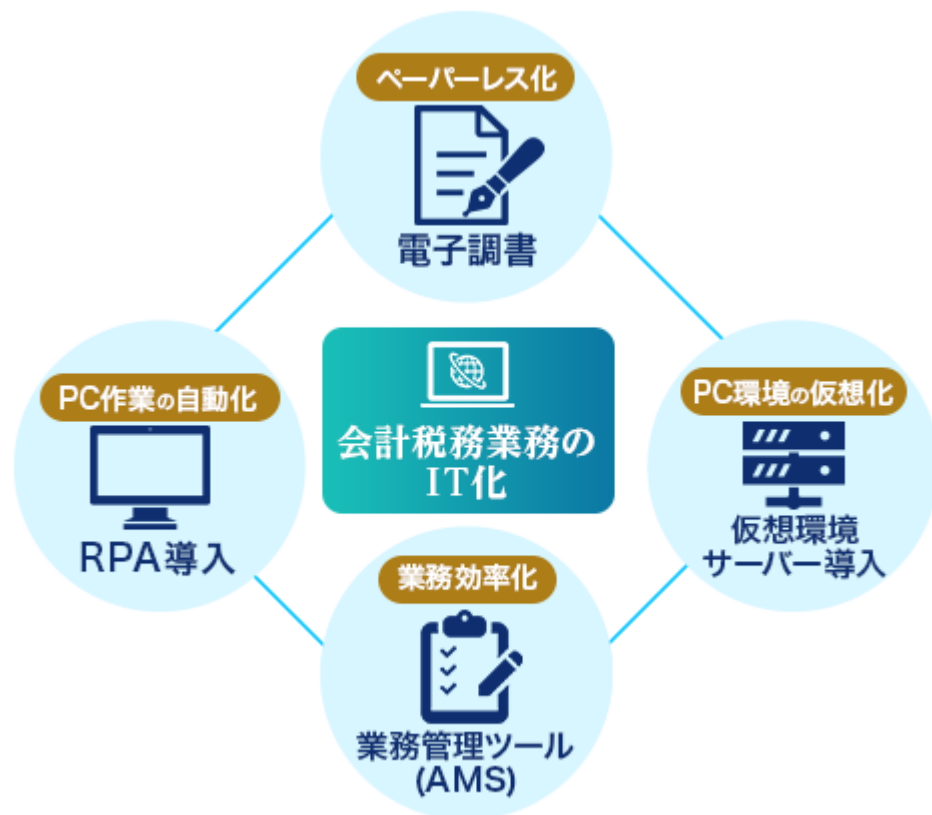 ペーパーレス化
電子調書
PC作業の自動化
RPA導入
会計税務業務の
IT化
PC環境の仮想化
仮想環境
サーバー導入
業務効率化
業務管理ツール
(AMS)